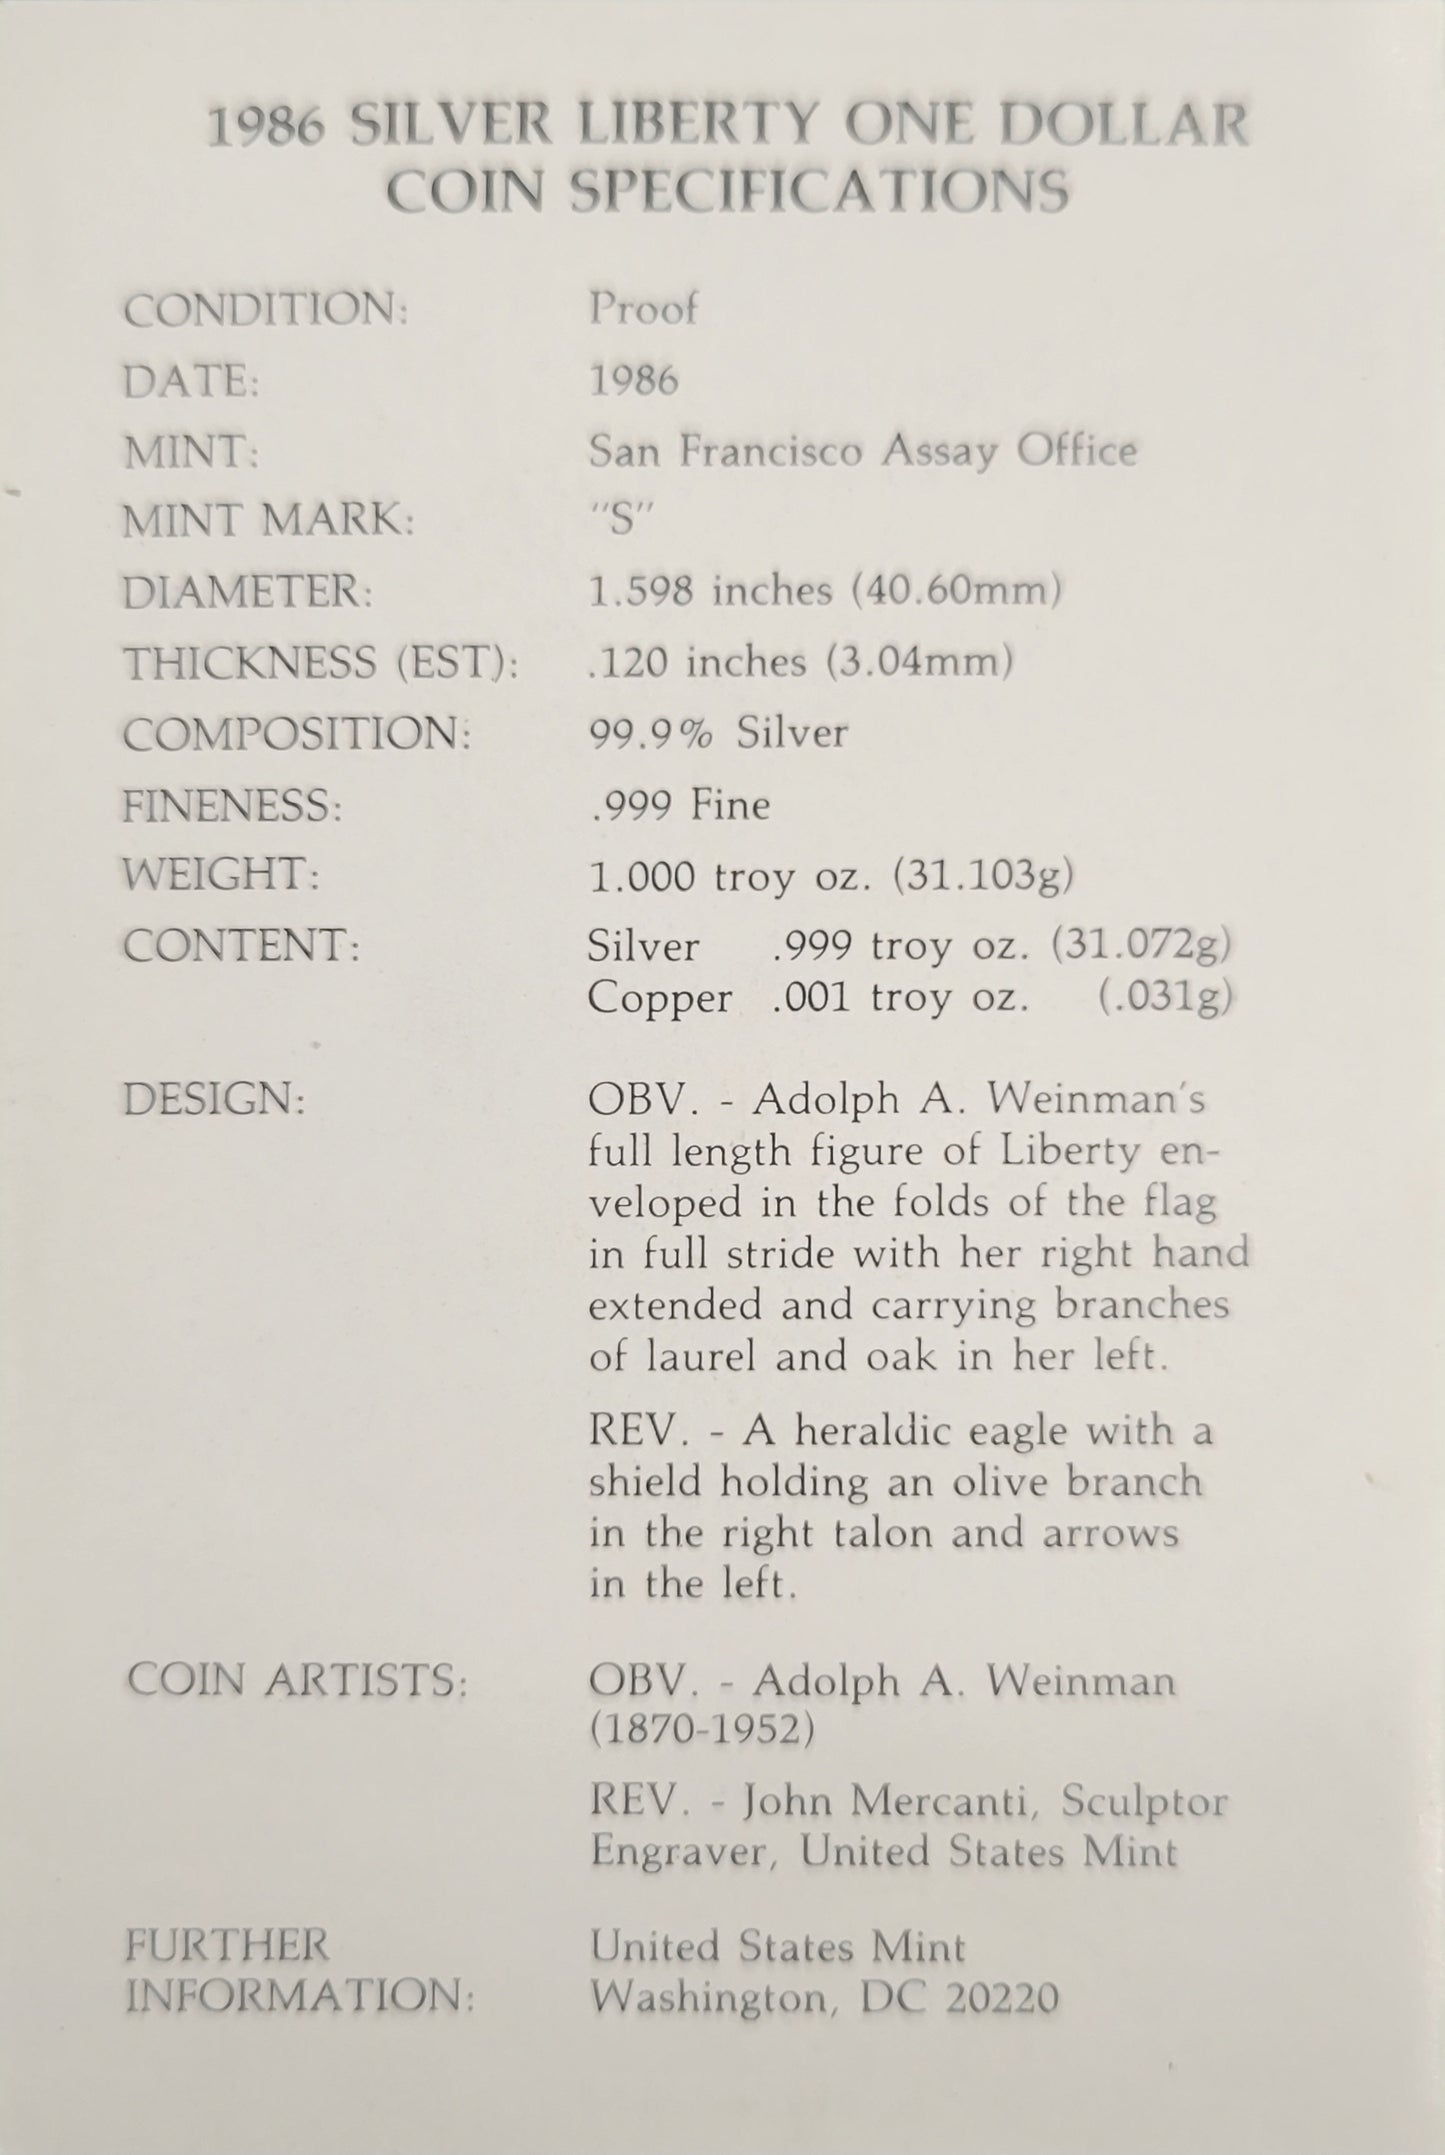 1986 SILVER LIBERTY ONE DOLLAR
COIN SPECIFICATIONS
CONDITION: Proof
DATE: 1986
MINT: San Francisco Assay Office
MINT MARK: "S"
DIAMETER: 1.598 inches (40.60mm)
THICKNESS (EST): .120 inches (3.04mm)
COMPOSITION: 99.9% Silver
FINENESS: .999 Fine
WEIGHT: 1.000 troy oz. (31.103g)
CONTENT: Silver .999 troy oz. (31.072g)
Copper .001 troy oz. (.031g)
DESIGN: OBV. - Adolph A. Weinman's
full length figure of Liberty en-
veloped in the folds of the flag
in full stride with her right hand
extended and carrying branches
of laurel and oak in her left.
REV. - A heraldic eagle with a
shield holding an olive branch
in the right talon and arrows
in the left.
COIN ARTISTS: OBV. - Adolph A. Weinman
(1870-1952)
REV. - John Mercanti, Sculptor
Engraver, United States Mint
FURTHER United States Mint
INFORMATION: Washington, DC 20220